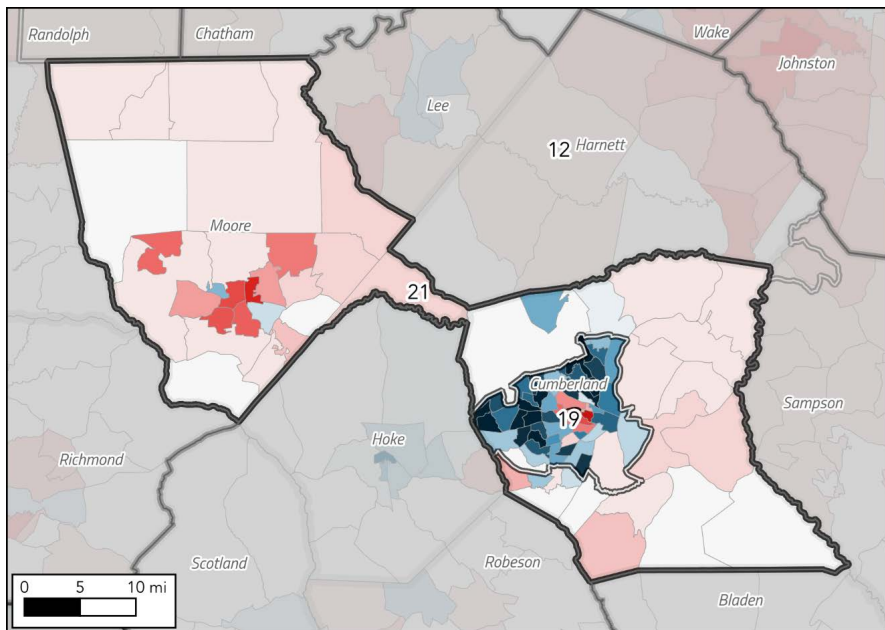 Randolph
Chatham
Wake
Johnston
Lee
12
Harnett
Moore
21
Cumberland
19
Sampson
Hoke
Richmond
Scotland
Robeson
Bladen
0 5 10 mi